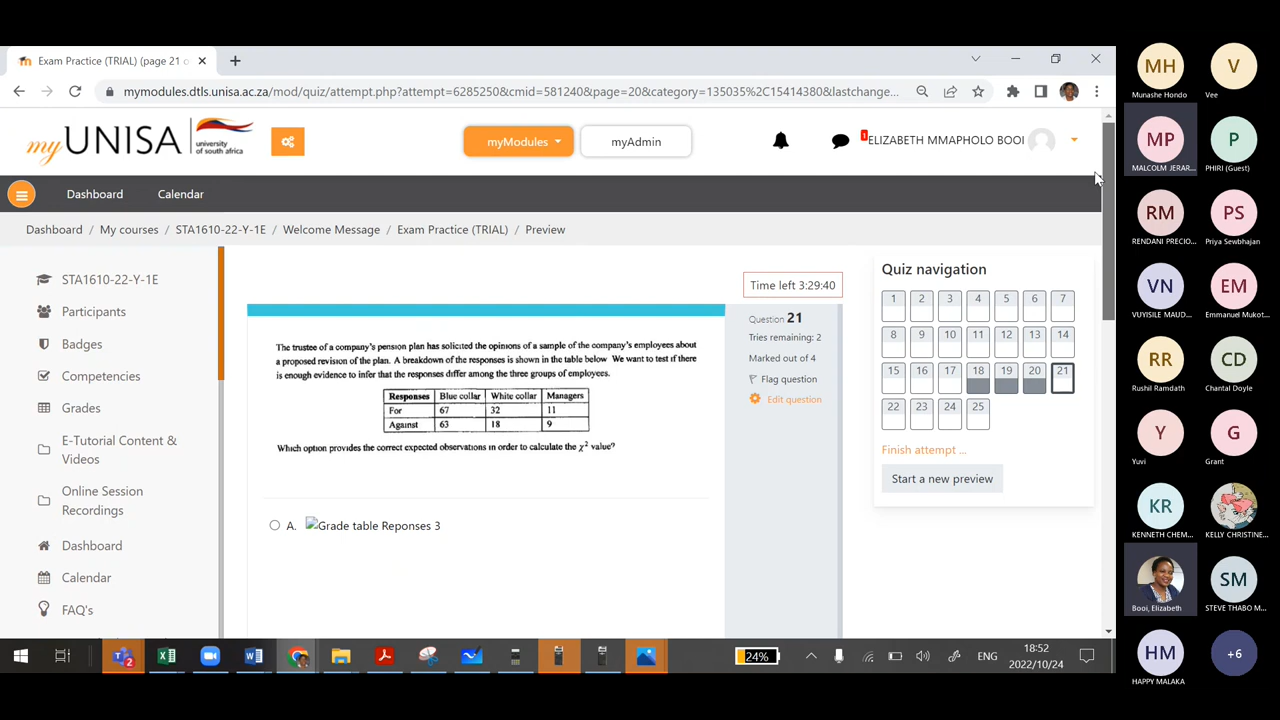 Exam Practice (TRIAL) (page 21 o
mymodules.dtls.unisa.ac.za/mod/quiz/attempt.php?attempt=6285250&cmid=581240&page=20&category=135035%2C15414380&lastchange...
myUNISA university of south africa
myModules
myAdmin
1
ELIZABETH MMAPHOLO BOOI
Dashboard
Calendar
Dashboard / My courses / STA1610-22-Y-1E / Welcome Message / Exam Practice (TRIAL) / Preview
STA1610-22-Y-1E
Participants
Badges
Competencies
Grades
E-Tutorial Content &
Videos
Online Session
Recordings
Dashboard
Calendar
FAQ's
Time left 3:29:40
The trustee of a company's pension plan has solicited the opinions of a sample of the company's employees about
a proposed revision of the plan. A breakdown of the responses is shown in the table below. We want to test if there
is enough evidence to infer that the responses differ among the three groups of employees.
Responses Blue collar White collar Managers
For 67 32 11
Against 63 18 9
Which option provides the correct expected observations in order to calculate the χ² value?
A. Grade table Reponses 3
Question 21
Tries remaining: 2
Marked out of 4
Flag question
Edit question
Quiz navigation
1 2 3 4 5 6 7
8 9 10 11 12 13 14
15 16 17 18 19 20 21
22 23 24 25
Finish attempt ...
Start a new preview
2
24%
ENG
18:52
2022/10/24
MH V
Munashe Hondo Vee
MP P
MALCOLM JERAR... PHIRI (Guest)
RM PS
RENDANI PRECIO... Priya Sewbhajan
VN EM
VUYISILE MAUD... Emmanuel Mukot...
RR CD
Rushil Ramdath Chantal Doyle
Y G
Yuvi Grant
KR
KENNETH CHEM... KELLY CHRISTINE...
SM
Booi, Elizabeth STEVE THABO M...
HM +6
HAPPY MALAKA